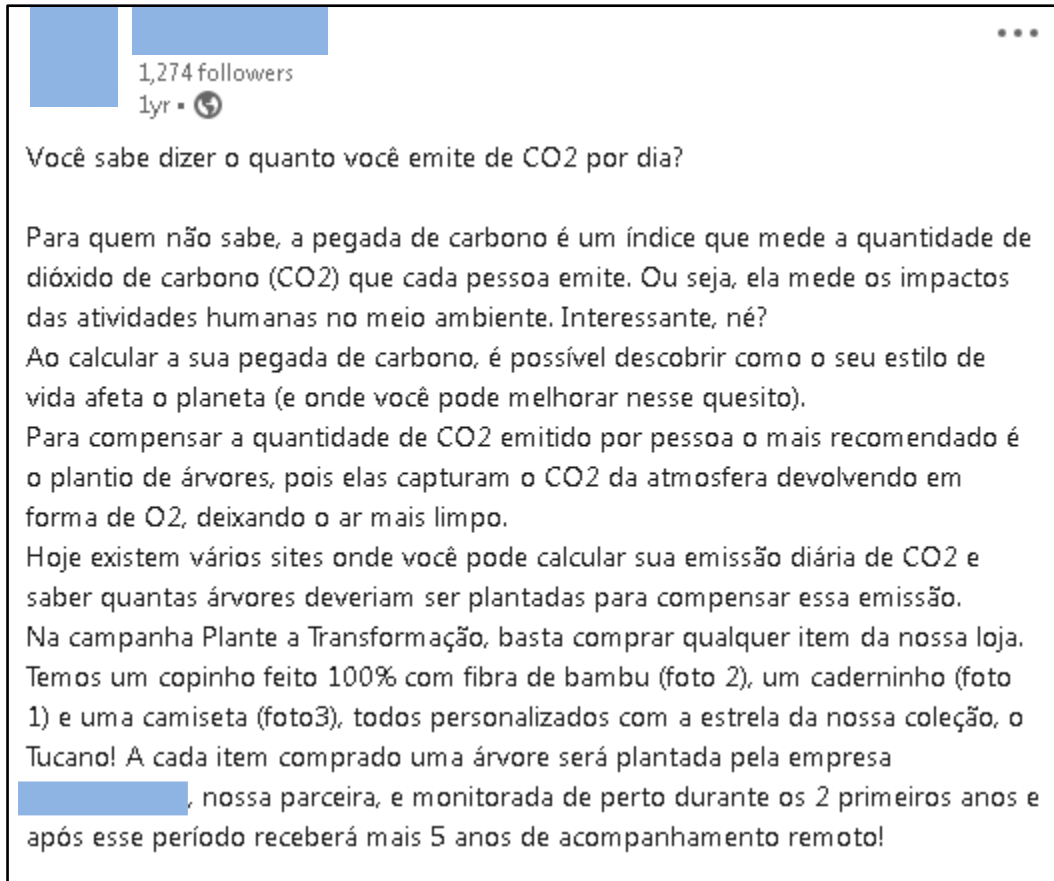 1,274 followers
1yr •
Você sabe dizer o quanto você emite de CO2 por dia?
Para quem não sabe, a pegada de carbono é um índice que mede a quantidade de
dióxido de carbono (CO2) que cada pessoa emite. Ou seja, ela mede os impactos
das atividades humanas no meio ambiente. Interessante, né?
Ao calcular a sua pegada de carbono, é possível descobrir como o seu estilo de
vida afeta o planeta (e onde você pode melhorar nesse quesito).
Para compensar a quantidade de CO2 emitido por pessoa o mais recomendado é
o plantio de árvores, pois elas capturam o CO2 da atmosfera devolvendo em
forma de O2, deixando o ar mais limpo.
Hoje existem vários sites onde você pode calcular sua emissão diária de CO2 e
saber quantas árvores deveriam ser plantadas para compensar essa emissão.
Na campanha Plante a Transformação, basta comprar qualquer item da nossa loja.
Temos um copinho feito 100% com fibra de bambu (foto 2), um caderninho (foto
1) e uma camiseta (foto3), todos personalizados com a estrela da nossa coleção, o
Tucano! A cada item comprado uma árvore será plantada pela empresa
, nossa parceira, e monitorada de perto durante os 2 primeiros anos e
após esse período receberá mais 5 anos de acompanhamento remoto!